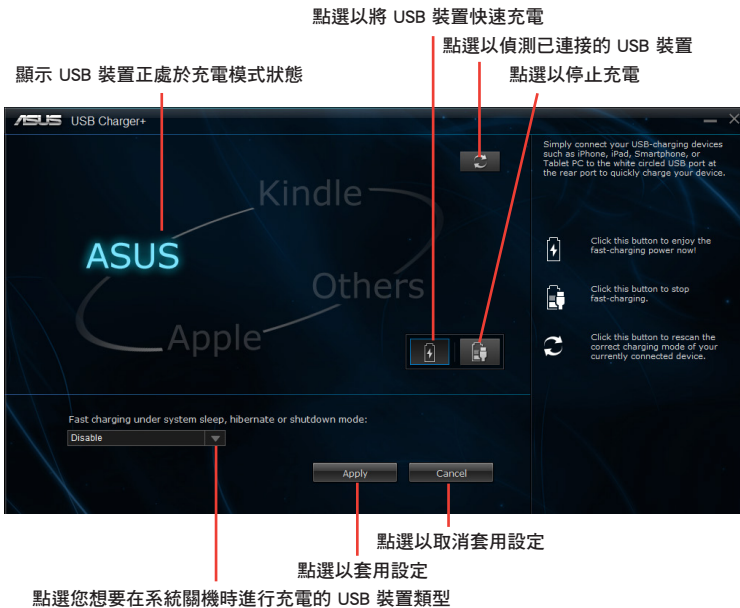 點選以將 USB 裝置快速充電
點選以偵測已連接的 USB 裝置
顯示 USB 裝置正處於充電模式狀態
點選以停止充電
ASUS USB Charger+
Simply connect your USB-charging devices
such as iPhone, iPad, Smartphone, or
Tablet PC to the white circled USB port at
the rear port to quickly charge your device.
Kindle
ASUS
Others
Apple
Click this button to enjoy the
fast-charging power now!
Click this button to stop
fast-charging.
Click this button to rescan the
correct charging mode of your
currently connected device.
Fast charging under system sleep, hibernate or shutdown mode:
Disable
Apply
Cancel
點選以取消套用設定
點選以套用設定
點選您想要在系統關機時進行充電的 USB 裝置類型